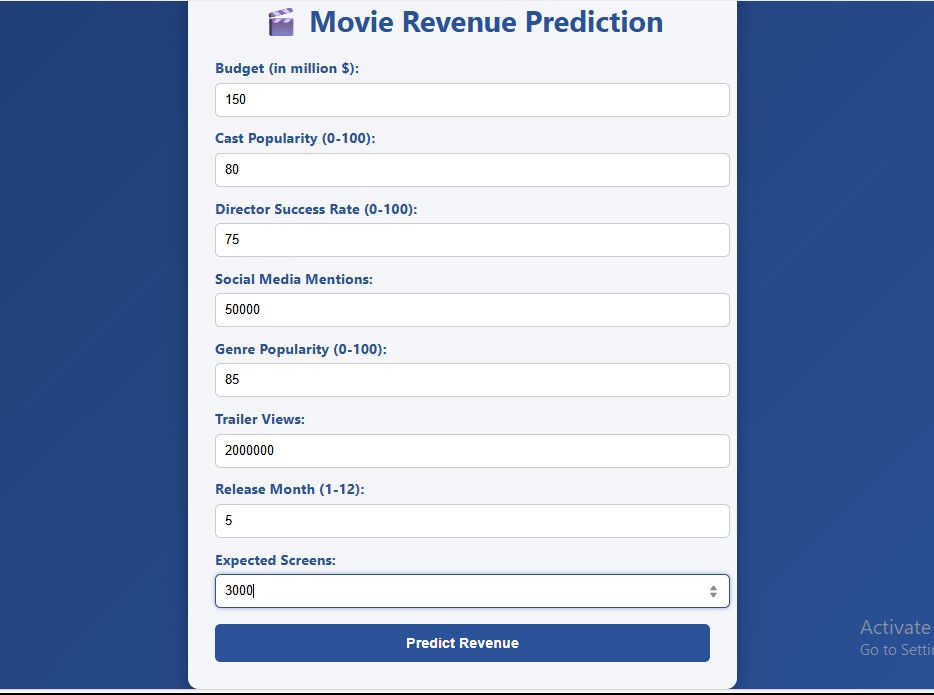 Movie Revenue Prediction
Budget (in million $):
150
Cast Popularity (0-100):
80
Director Success Rate (0-100):
75
Social Media Mentions:
50000
Genre Popularity (0-100):
85
Trailer Views:
2000000
Release Month (1-12):
5
Expected Screens:
3000
Predict Revenue
Activate
Go to Setti